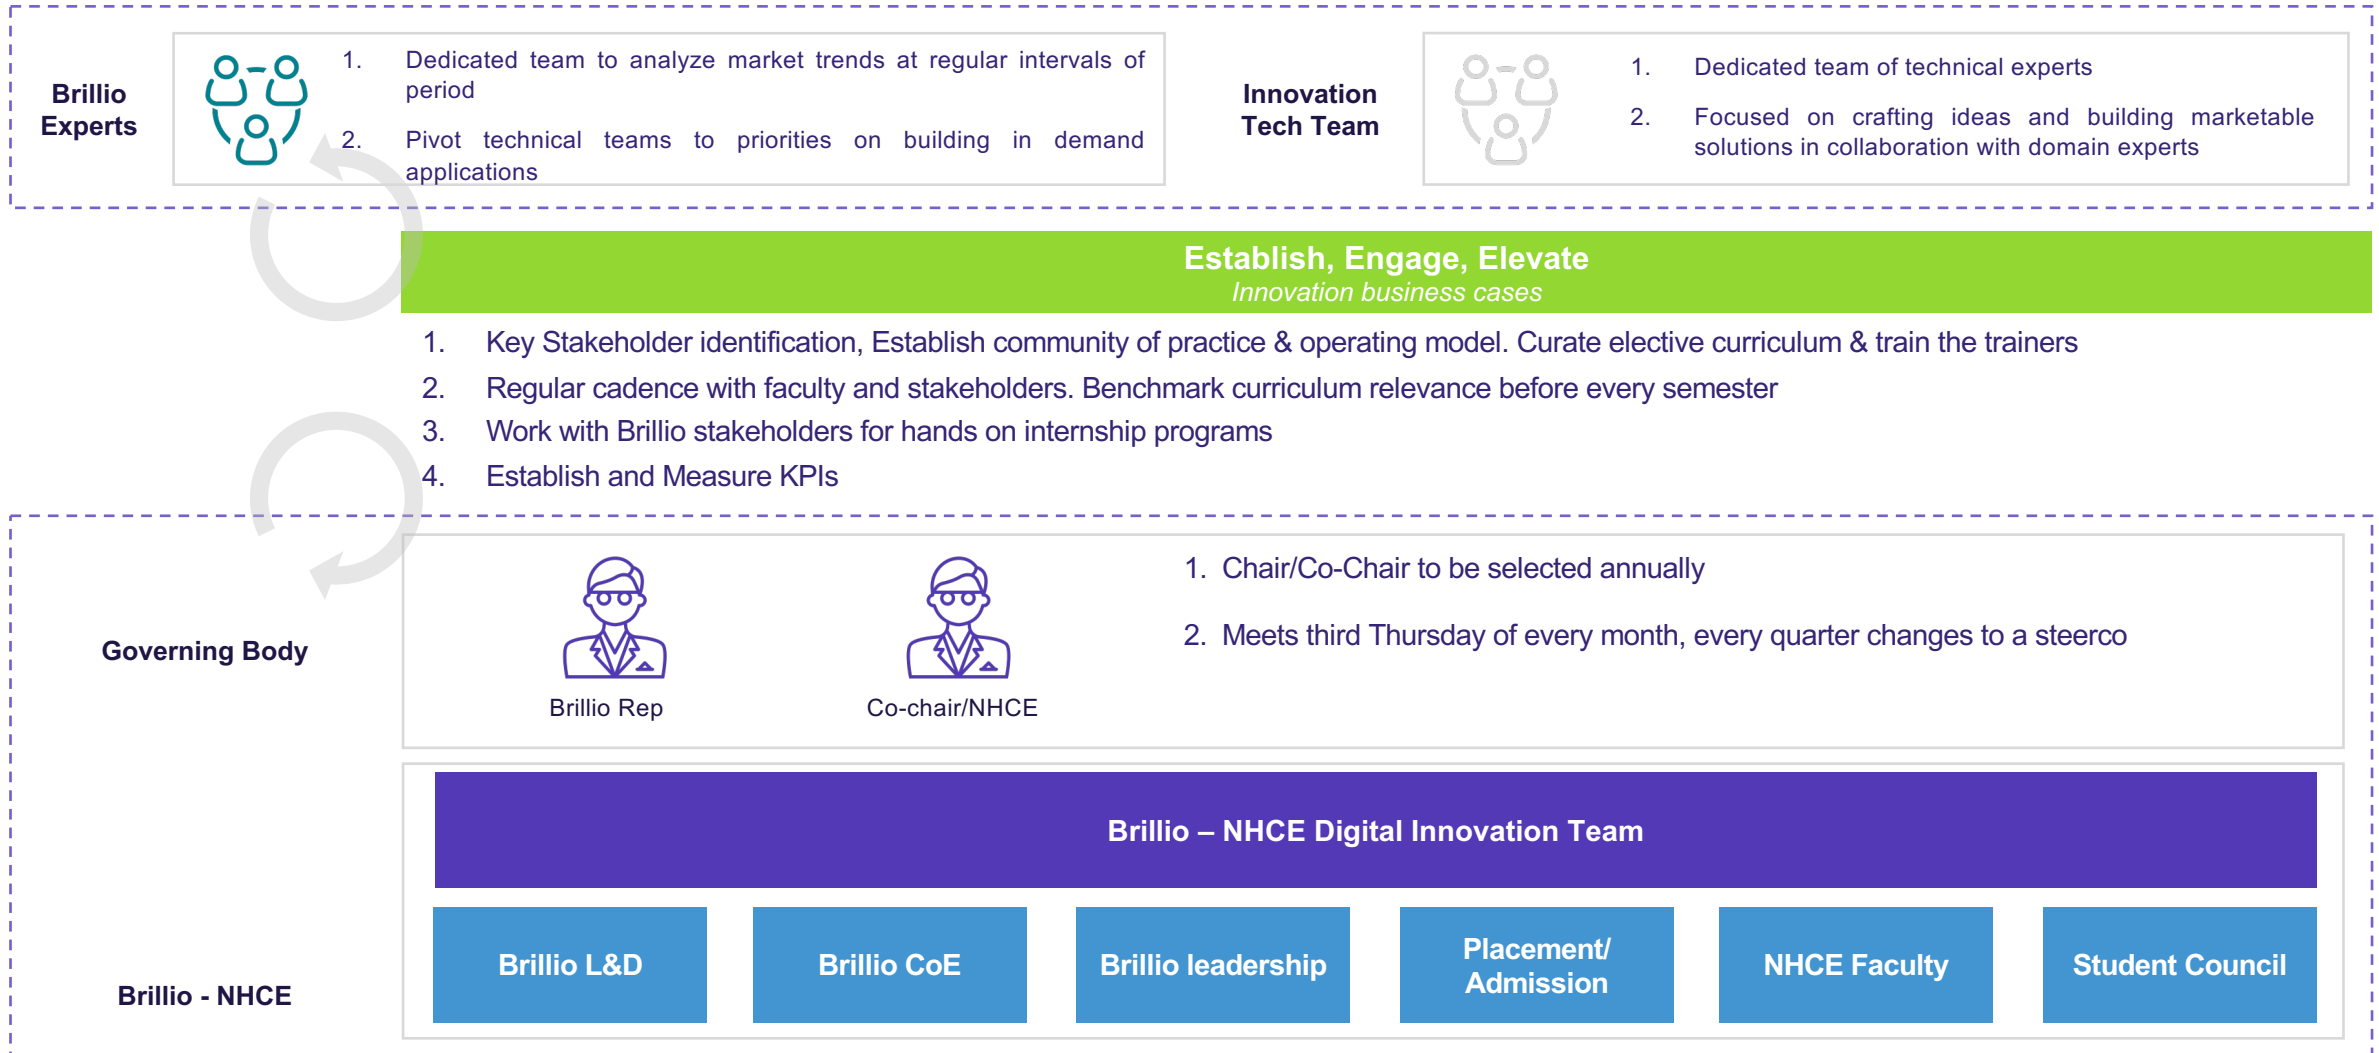 Brillio
Experts
1. Dedicated team to analyze market trends at regular intervals of
period
2. Pivot technical teams to priorities on building in demand
applications
Innovation
Tech Team
1. Dedicated team of technical experts
2. Focused on crafting ideas and building marketable
solutions in collaboration with domain experts
Establish, Engage, Elevate
Innovation business cases
1. Key Stakeholder identification, Establish community of practice & operating model. Curate elective curriculum & train the trainers
2. Regular cadence with faculty and stakeholders. Benchmark curriculum relevance before every semester
3. Work with Brillio stakeholders for hands on internship programs
4. Establish and Measure KPIs
Governing Body
Brillio Rep
Co-chair/NHCE
1. Chair/Co-Chair to be selected annually
2. Meets third Thursday of every month, every quarter changes to a steerco
Brillio - NHCE
Brillio – NHCE Digital Innovation Team
Brillio L&D
Brillio CoE
Brillio leadership
Placement/
Admission
NHCE Faculty
Student Council